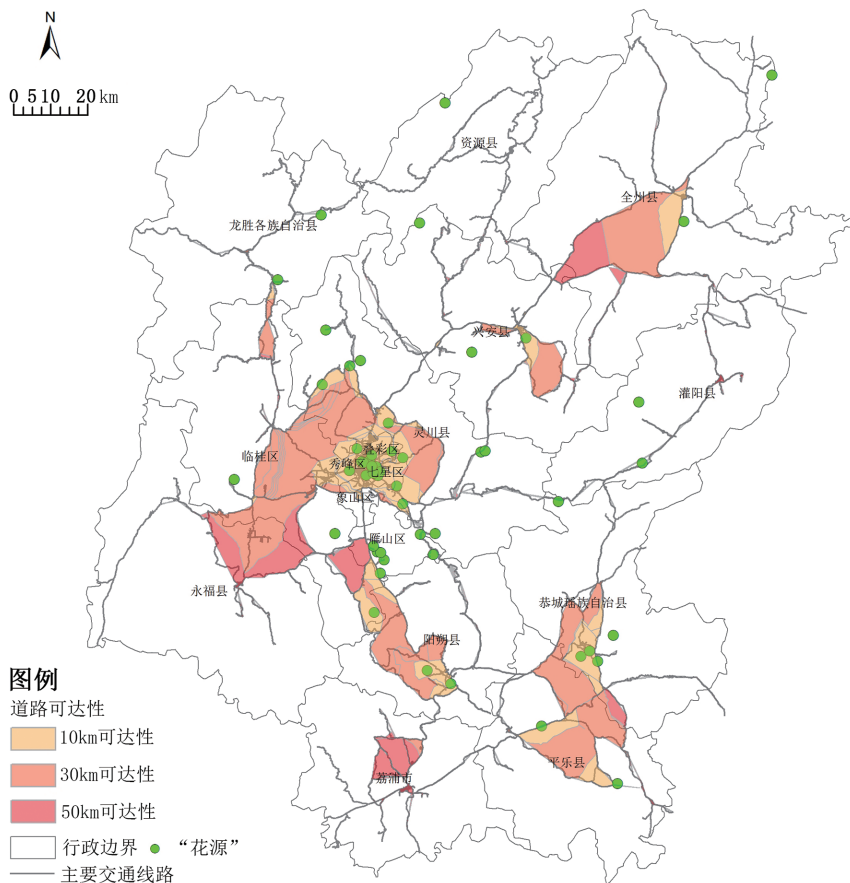 N
0 5 10 20 km
资源县
全州县
龙胜各族自治县
兴安县
灌阳县
灵川县
叠彩区
临桂区
秀峰区
七星区
象山区
雁山区
永福县
恭城瑶族自治县
阳朔县
平乐县
荔浦市
图例
道路可达性
10km可达性
30km可达性
50km可达性
行政边界 “花源”
主要交通线路